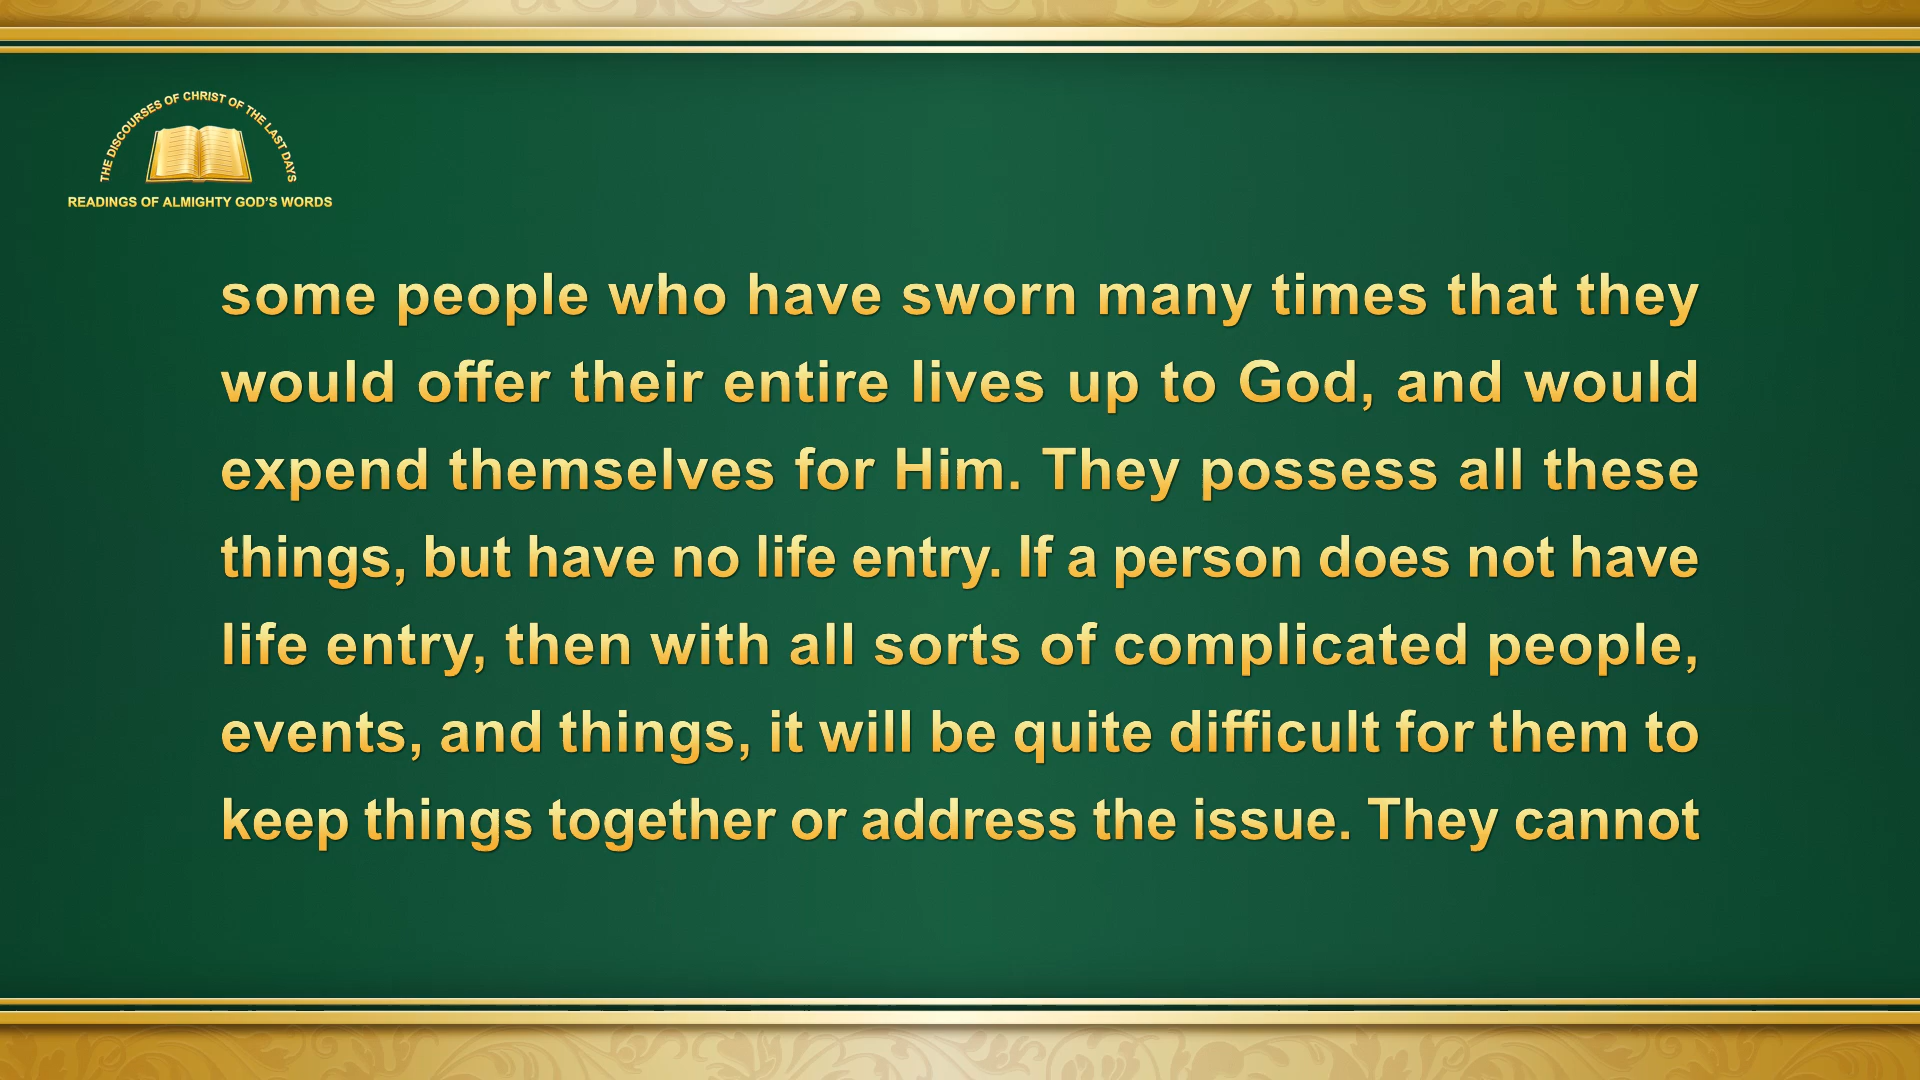 THE DISCOURSES OF CHRIST OF THE LAST DAYS
READINGS OF ALMIGHTY GOD'S WORDS
some people who have sworn many times that they
would offer their entire lives up to God, and would
expend themselves for Him. They possess all these
things, but have no life entry. If a person does not have
life entry, then with all sorts of complicated people,
events, and things, it will be quite difficult for them to
keep things together or address the issue. They cannot